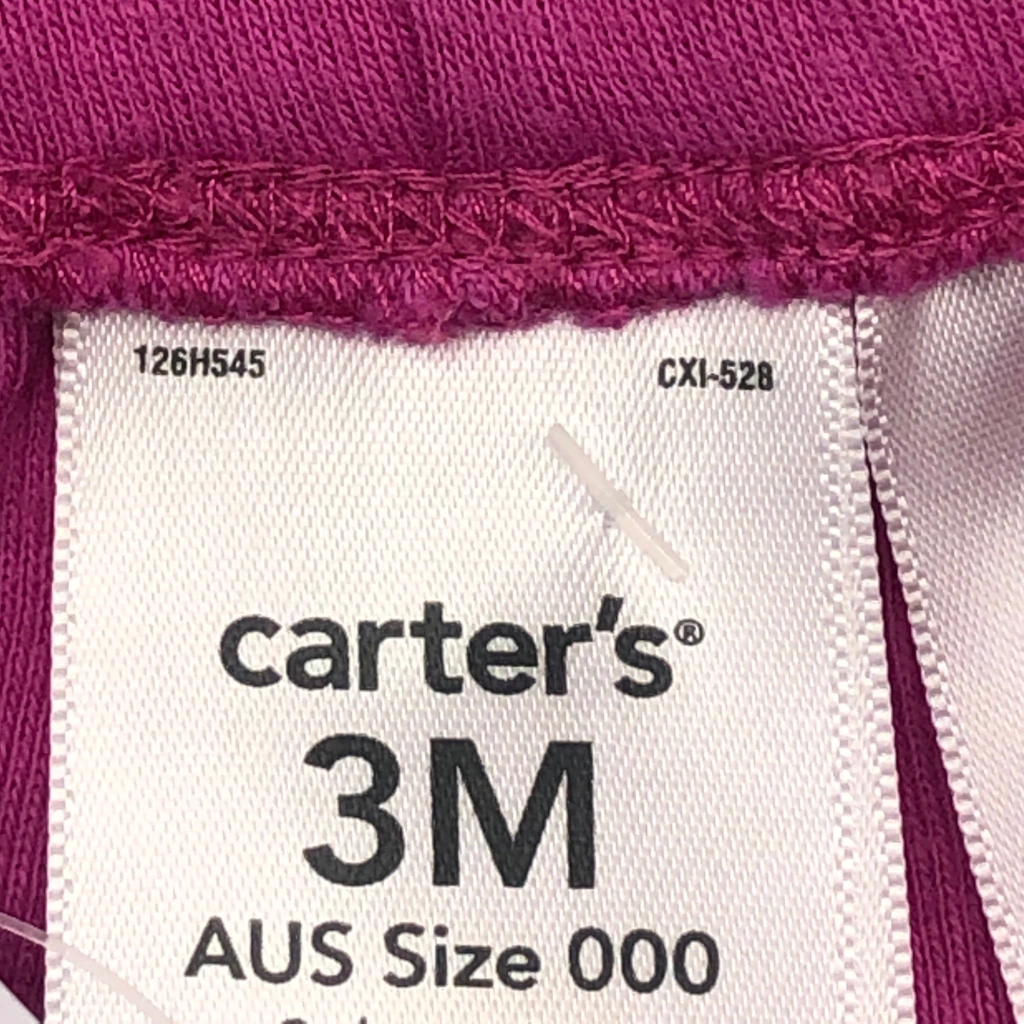 126H545 CXI-528
carter's®
3M
AUS Size 000